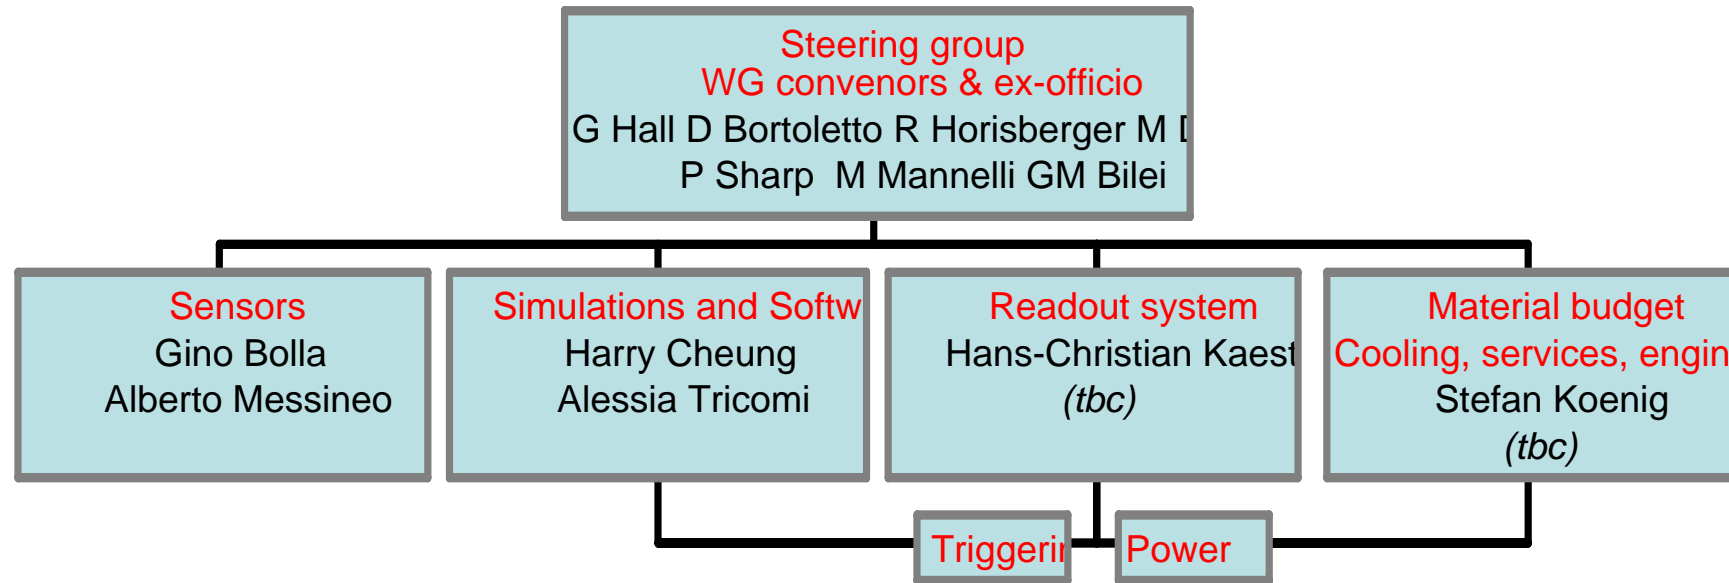 Steering group
WG convenors & ex-officio
G Hall D Bortoletto R Horisberger M D
P Sharp M Mannelli GM Bilei
Sensors
Gino Bolla
Alberto Messineo
Simulations and Softw
Harry Cheung
Alessia Tricomi
Readout system
Hans-Christian Kaest
(tbc)
Material budget
Cooling, services, engin
Stefan Koenig
(tbc)
Triggerin
Power